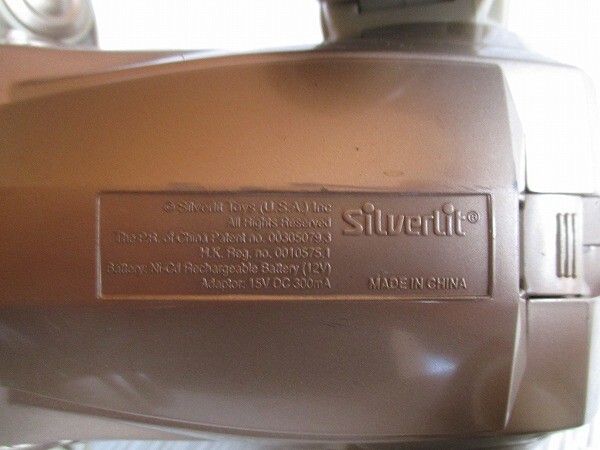 © Silverlit Toys (U.S.A.) Inc
All Rights Reserved
The P.R. of China Patent no. 00305079.3
H.K. Reg. no. 0010575.1
Battery: Ni-Cd Rechargeable Battery (12V)
Adaptor: 15V DC 300mA
Silverlit®
MADE IN CHINA